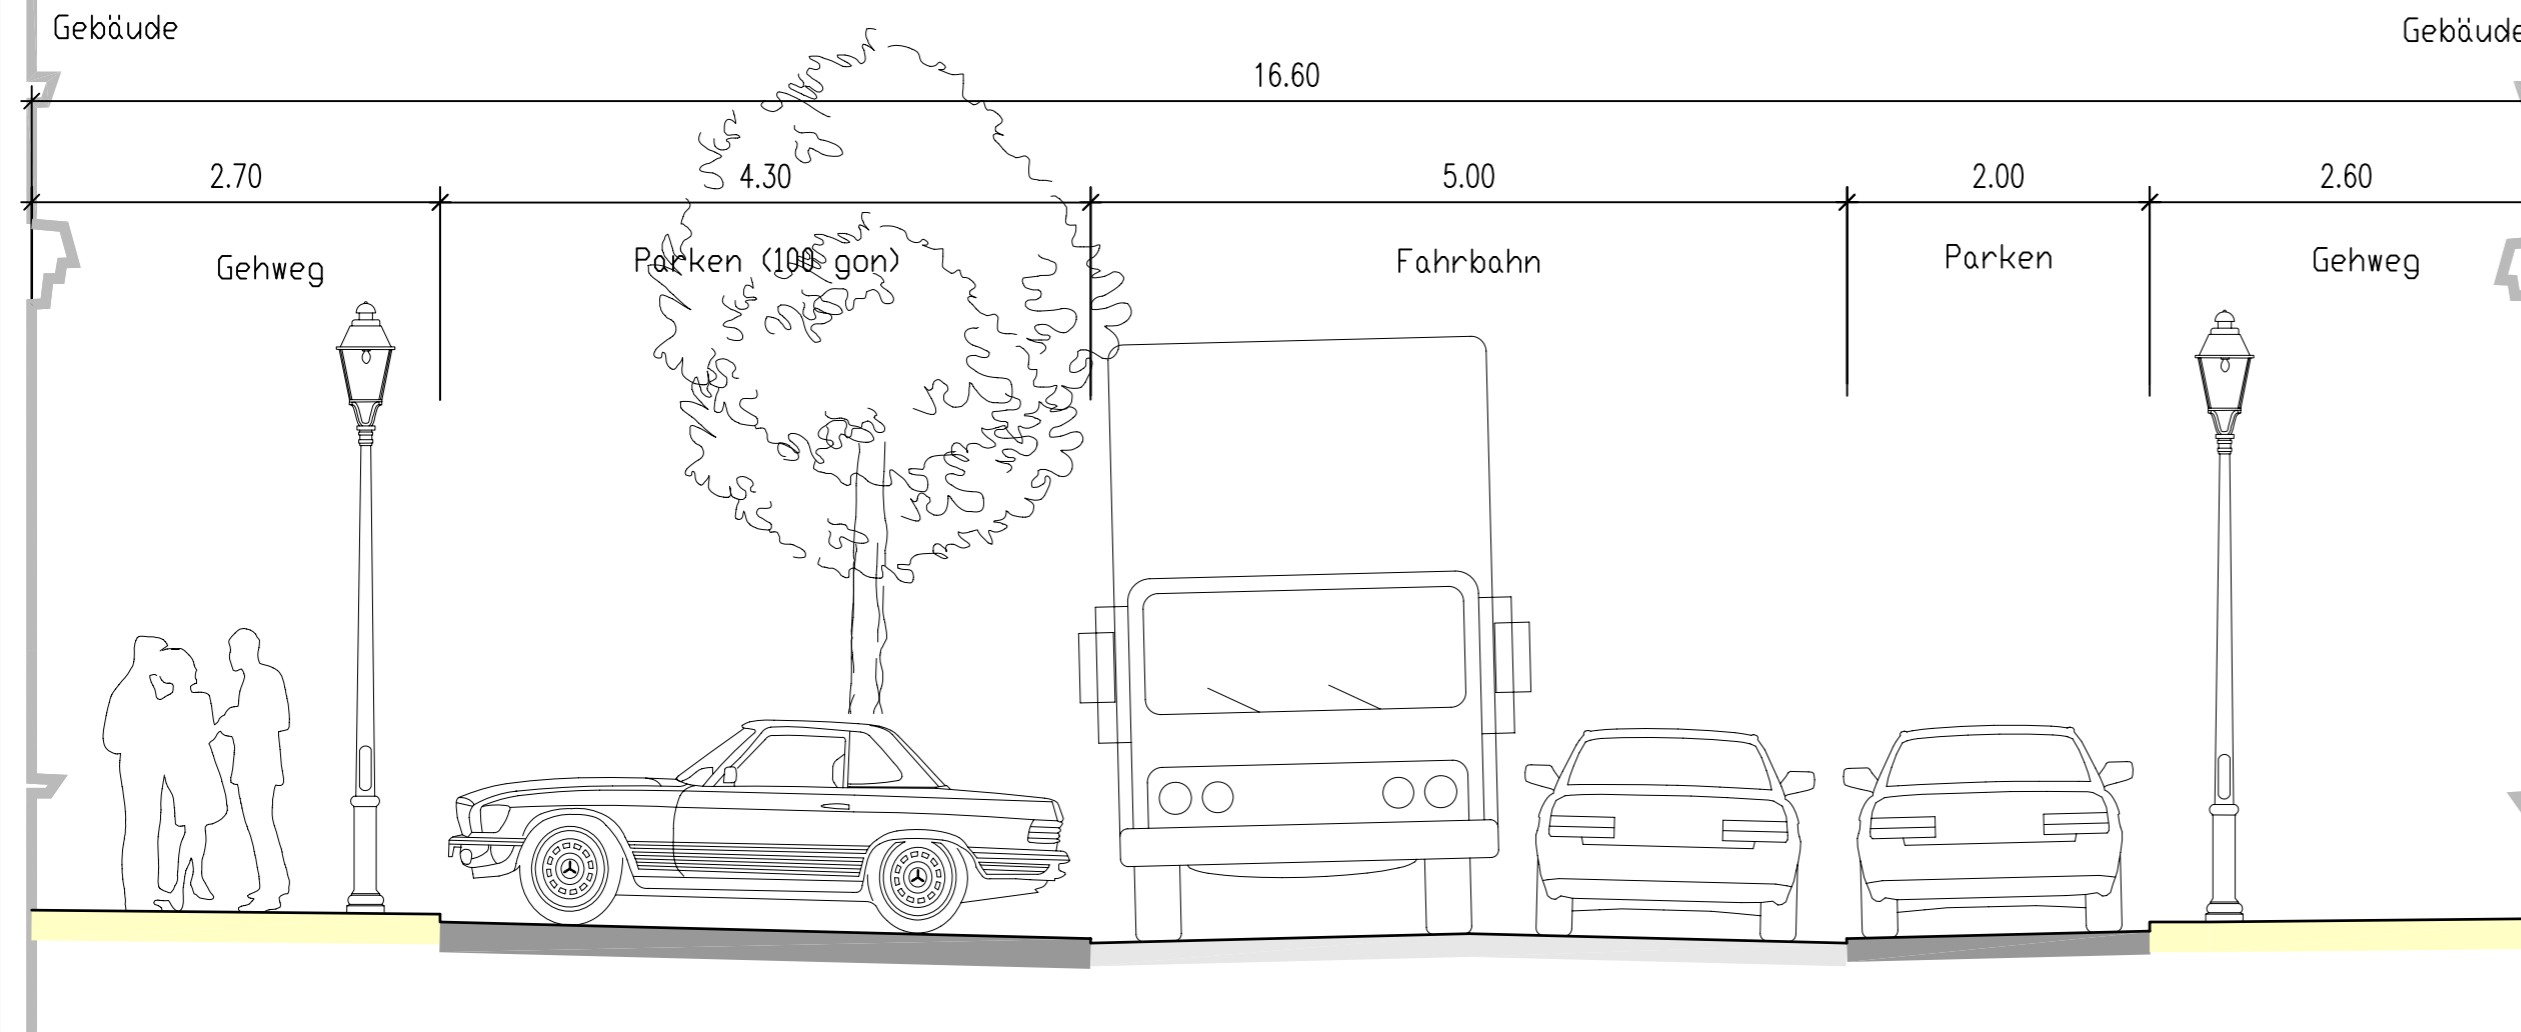 Gebäude Gebäude
16.60
2.70 4.30 5.00 2.00 2.60
Gehweg Parken (100 gon) Fahrbahn Parken Gehweg